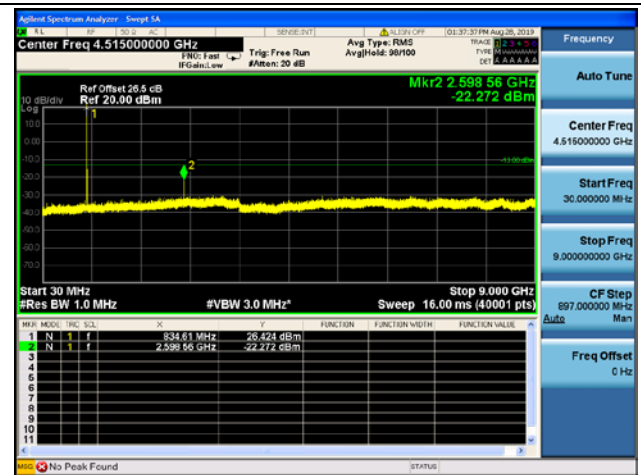 Agilent Spectrum Analyzer - Swept SA
RL RF 50 Ω AC SENSE:INT ALIGN OFF 01:37:37 PM Aug 28, 2019
Center Freq 4.515000000 GHz
PNO: Fast
IFGain:Low
Trig: Free Run
#Atten: 20 dB
Avg Type: RMS
Avg|Hold: 98/100
TRACE 1 2 3 4 5 6
TYPE
DET A A A A A A
Ref Offset 26.5 dB
Ref 20.00 dBm
10 dB/div
Log
Mkr2 2.598 56 GHz
-22.272 dBm
1
10.0
0.00
-10.0
-13.00 dBm
2
-20.0
-30.0
-40.0
-50.0
-60.0
-70.0
Start 30 MHz
Stop 9.000 GHz
#Res BW 1.0 MHz
#VBW 3.0 MHz*
Sweep 16.00 ms (40001 pts)
MKR MODE TRC SCL X Y FUNCTION FUNCTION WIDTH FUNCTION VALUE
1 N 1 f 834.61 MHz 26.424 dBm
2 N 1 f 2.598 56 GHz -22.272 dBm
3
4
5
6
7
8
9
10
11
MSG No Peak Found
STATUS
Frequency
Auto Tune
Center Freq
4.515000000 GHz
Start Freq
30.000000 MHz
Stop Freq
9.000000000 GHz
CF Step
897.000000 MHz
Auto Man
Freq Offset
0 Hz